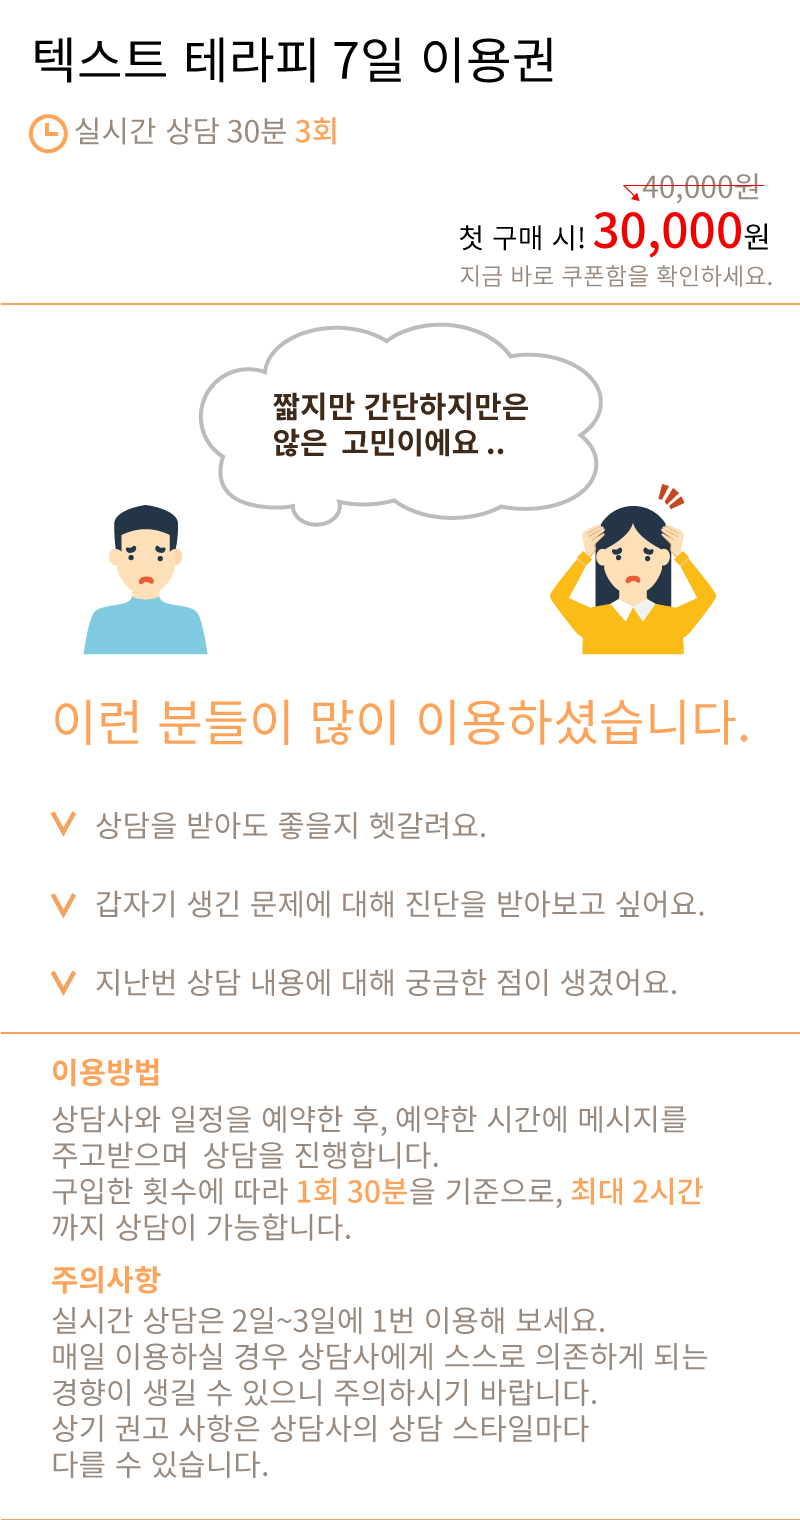 텍스트 테라피 7일 이용권
실시간 상담 30분 3회
40,000원
첫 구매 시! 30,000원
지금 바로 쿠폰함을 확인하세요.
짧지만 간단하지만은
않은 고민이에요 ..
이런 분들이 많이 이용하셨습니다.
상담을 받아도 좋을지 헷갈려요.
갑자기 생긴 문제에 대해 진단을 받아보고 싶어요.
지난번 상담 내용에 대해 궁금한 점이 생겼어요.
이용방법
상담사와 일정을 예약한 후, 예약한 시간에 메시지를
주고받으며 상담을 진행합니다.
구입한 횟수에 따라 1회 30분을 기준으로, 최대 2시간
까지 상담이 가능합니다.
주의사항
실시간 상담은 2일~3일에 1번 이용해 보세요.
매일 이용하실 경우 상담사에게 스스로 의존하게 되는
경향이 생길 수 있으니 주의하시기 바랍니다.
상기 권고 사항은 상담사의 상담 스타일마다
다를 수 있습니다.